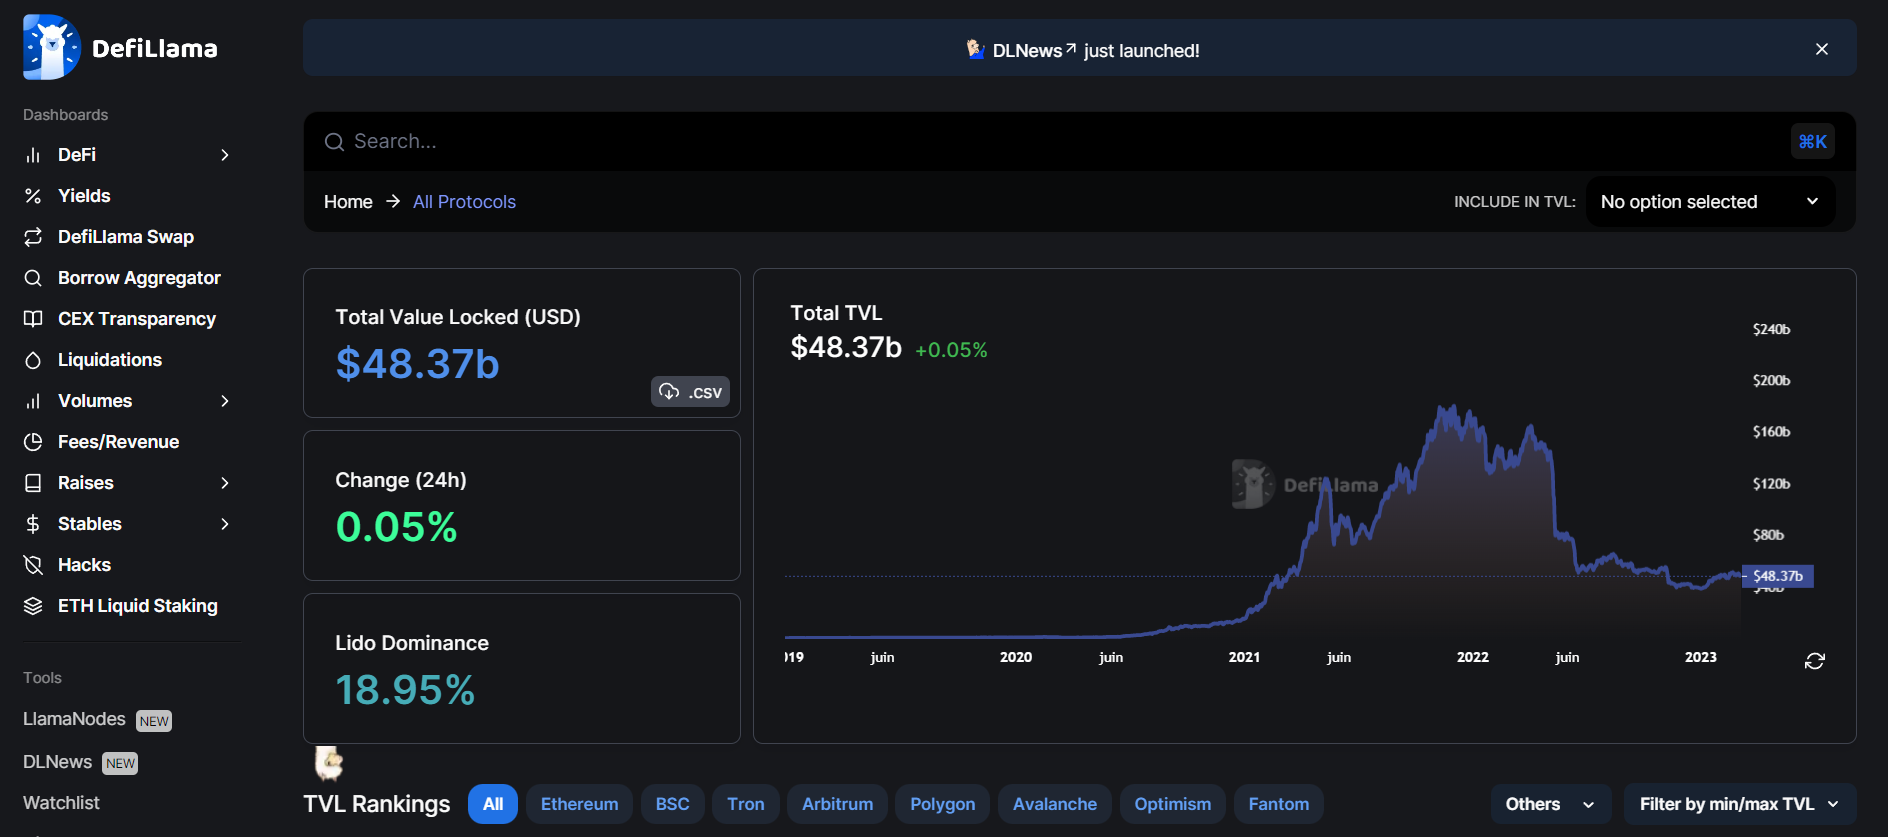 DefiLlama
DLNews just launched!
Dashboards
DeFi
Yields
DefiLlama Swap
Borrow Aggregator
CEX Transparency
Liquidations
Volumes
Fees/Revenue
Raises
Stables
Hacks
ETH Liquid Staking
Tools
LlamaNodes NEW
DLNews NEW
Watchlist
Search...
⌘K
Home → All Protocols
INCLUDE IN TVL: No option selected
Total Value Locked (USD)
$48.37b
.csv
Change (24h)
0.05%
Lido Dominance
18.95%
Total TVL
$48.37b +0.05%
DefiLlama
$240b
$200b
$160b
$120b
$80b
$48.37b
juin 2020 juin 2021 juin 2022 juin 2023
TVL Rankings All Ethereum BSC Tron Arbitrum Polygon Avalanche Optimism Fantom Others Filter by min/max TVL